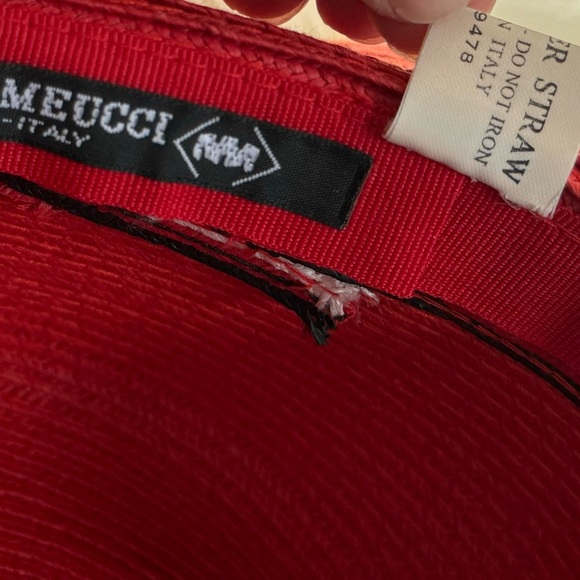 MEUCCI
-ITALY
ER STRAW
- DO NOT IRON
N ITALY
9478